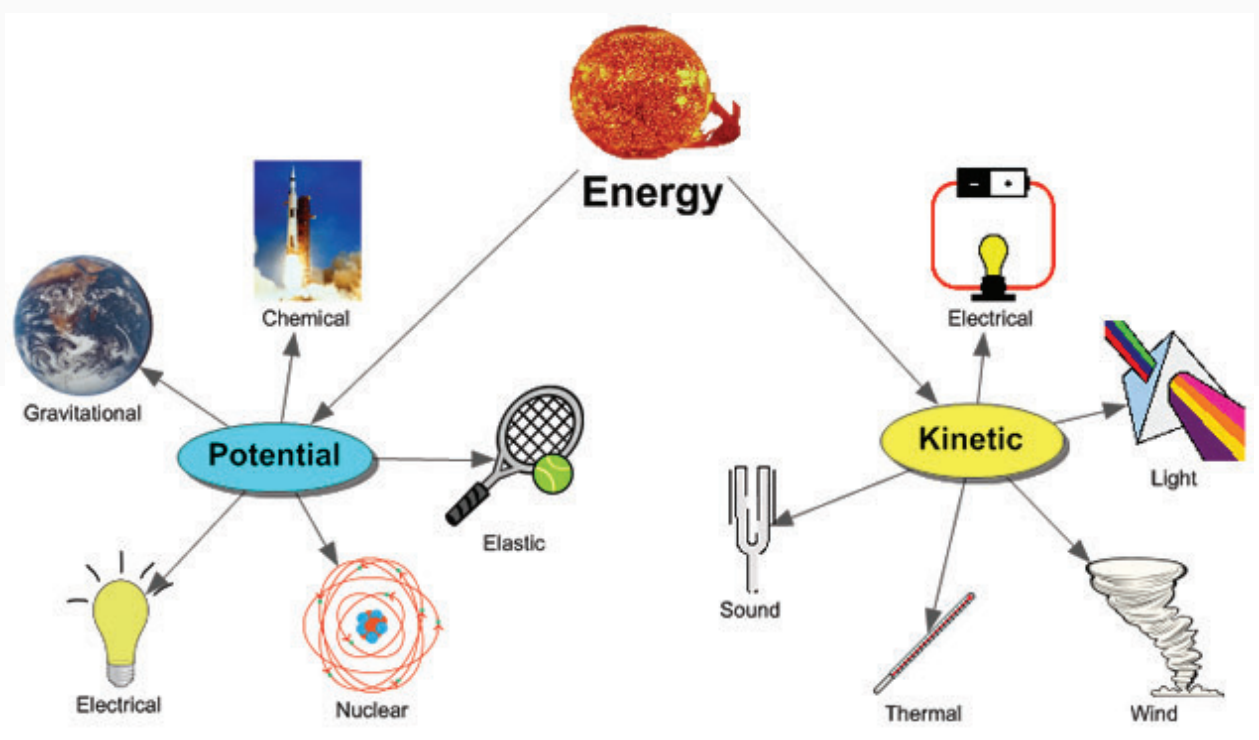 Energy
Chemical
Electrical
Gravitational
Potential
Kinetic
Light
Elastic
Sound
Electrical
Nuclear
Thermal
Wind